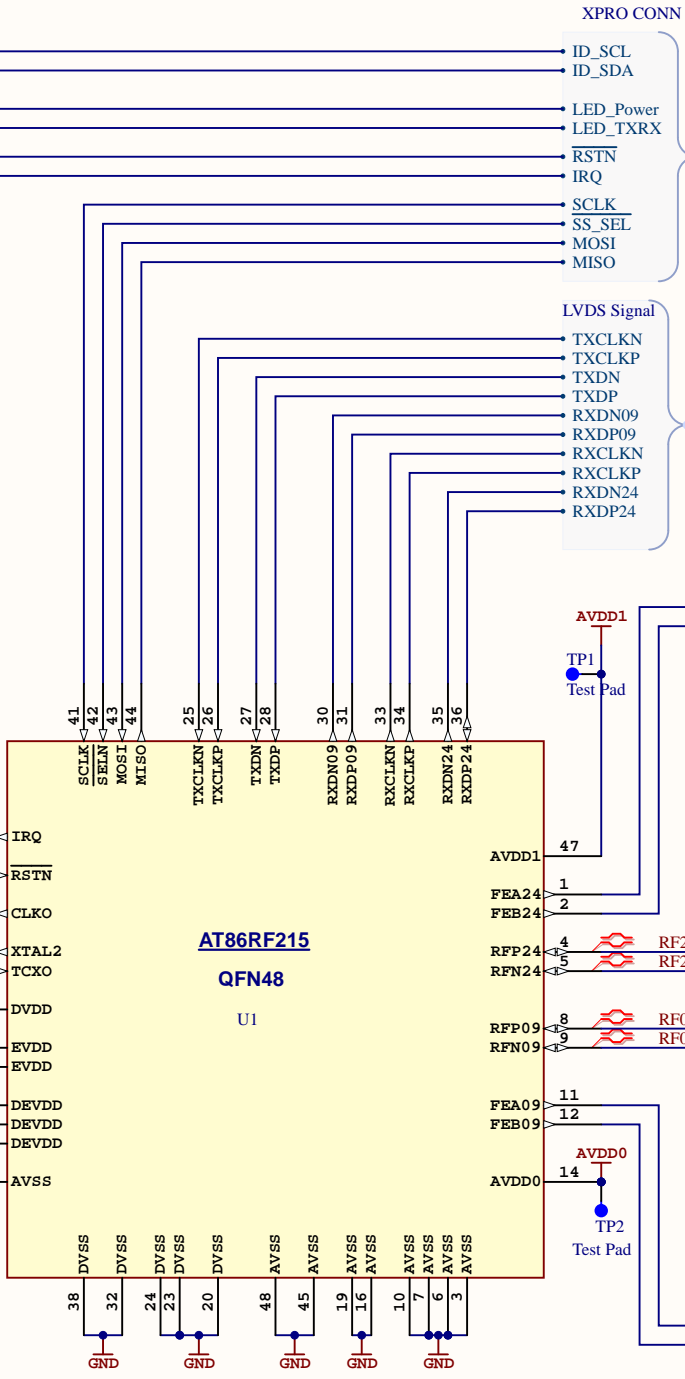 XPRO CONN
ID_SCL
ID_SDA
LED_Power
LED_TXRX
RSTN
IRQ
SCLK
SS_SEL
MOSI
MISO
LVDS Signal
TXCLKN
TXCLKP
TXDN
TXDP
RXDN09
RXDP09
RXCLKN
RXCLKP
RXDN24
RXDP24
AVDD1
TP1
Test Pad
41 42 43 44 25 26 27 28 30 31 33 34 35 36
SCLK SELN MOSI MISO TXCLKN TXCLKP TXDN TXDP RXDN09 RXDP09 RXCLKN RXCLKP RXDN24 RXDP24
IRQ
AVDD1 47
RSTN
FEA24 1
CLKO FEB24 2
AT86RF215
XTAL2 RFP24 4 RF2
TCXO RFN24 5 RF2
QFN48
DVDD
U1
RFP09 8 RF0
EVDD RFN09 9 RF0
EVDD
DEVDD FEA09 11
DEVDD FEB09 12
DEVDD
AVDD0
AVSS AVDD0 14
TP2
Test Pad
DVSS DVSS DVSS DVSS DVSS AVSS AVSS AVSS AVSS AVSS AVSS AVSS AVSS
38 32 24 23 20 48 45 19 16 10 7 6 3
GND GND GND GND GND